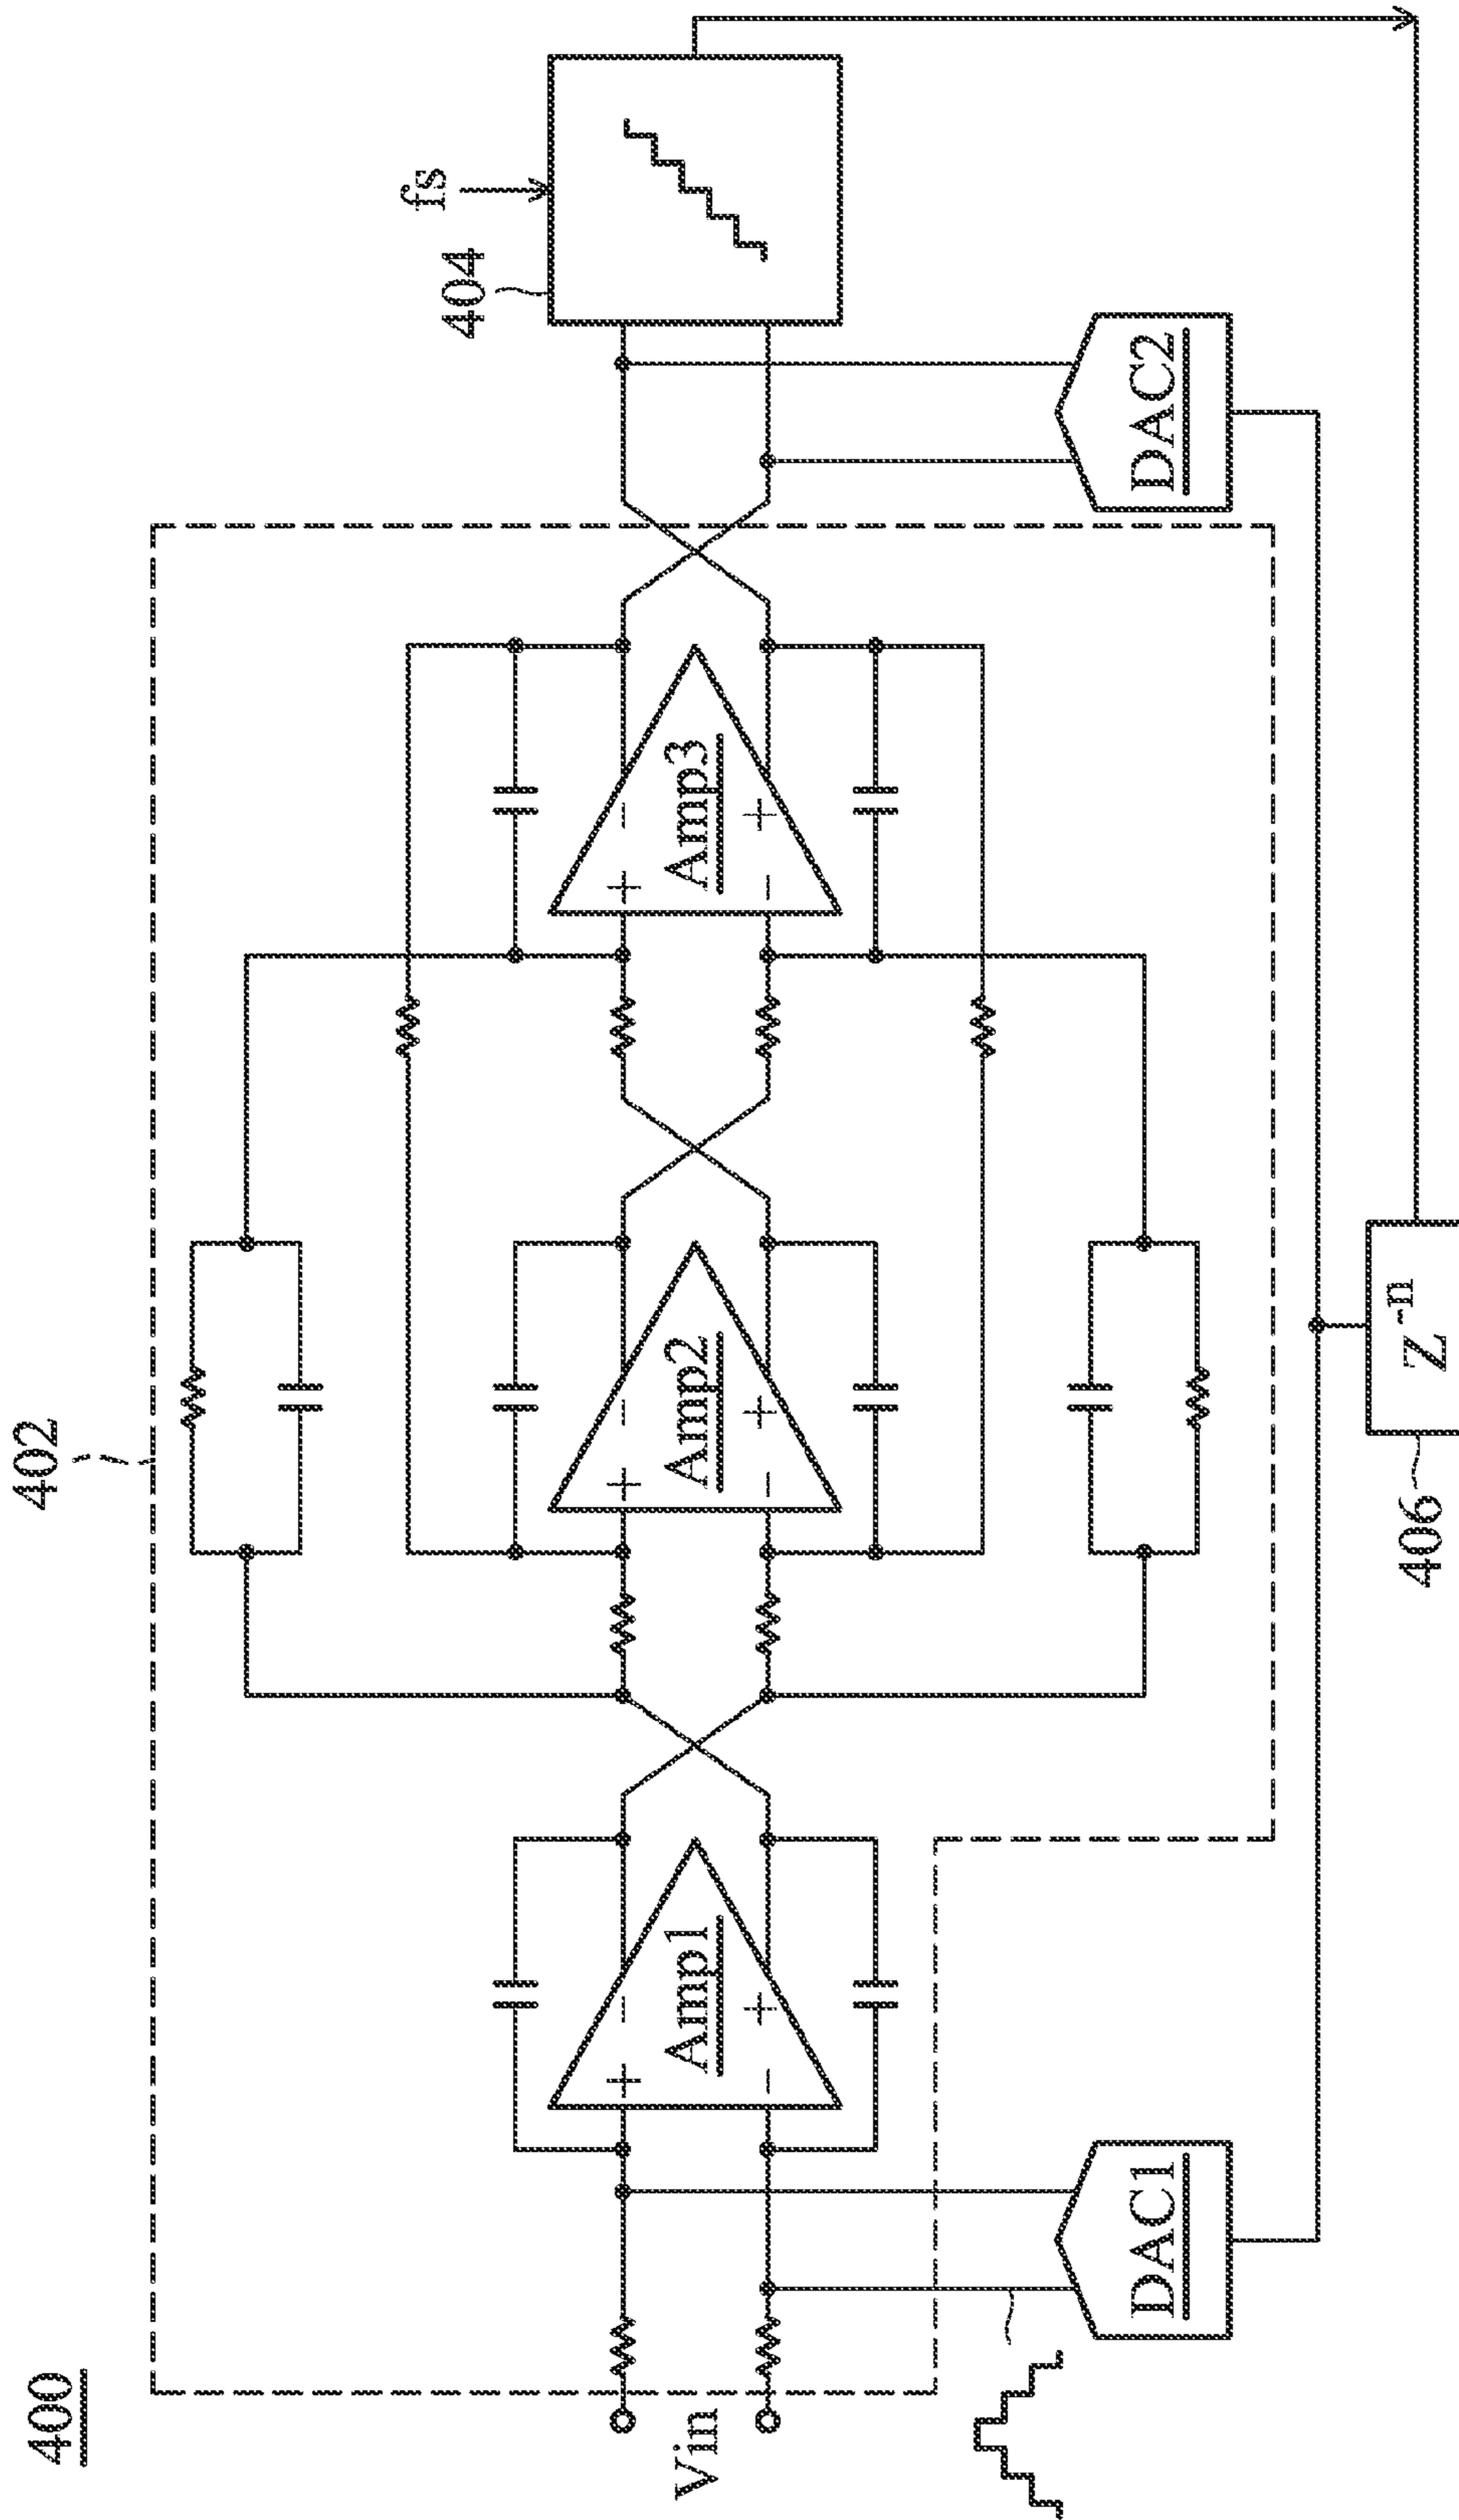 400
402
404
fs
Vin
Amp1
+
−
−
+
Amp2
+
−
−
+
Amp3
+
−
−
+
DAC1
DAC2
Z⁻ⁿ
406